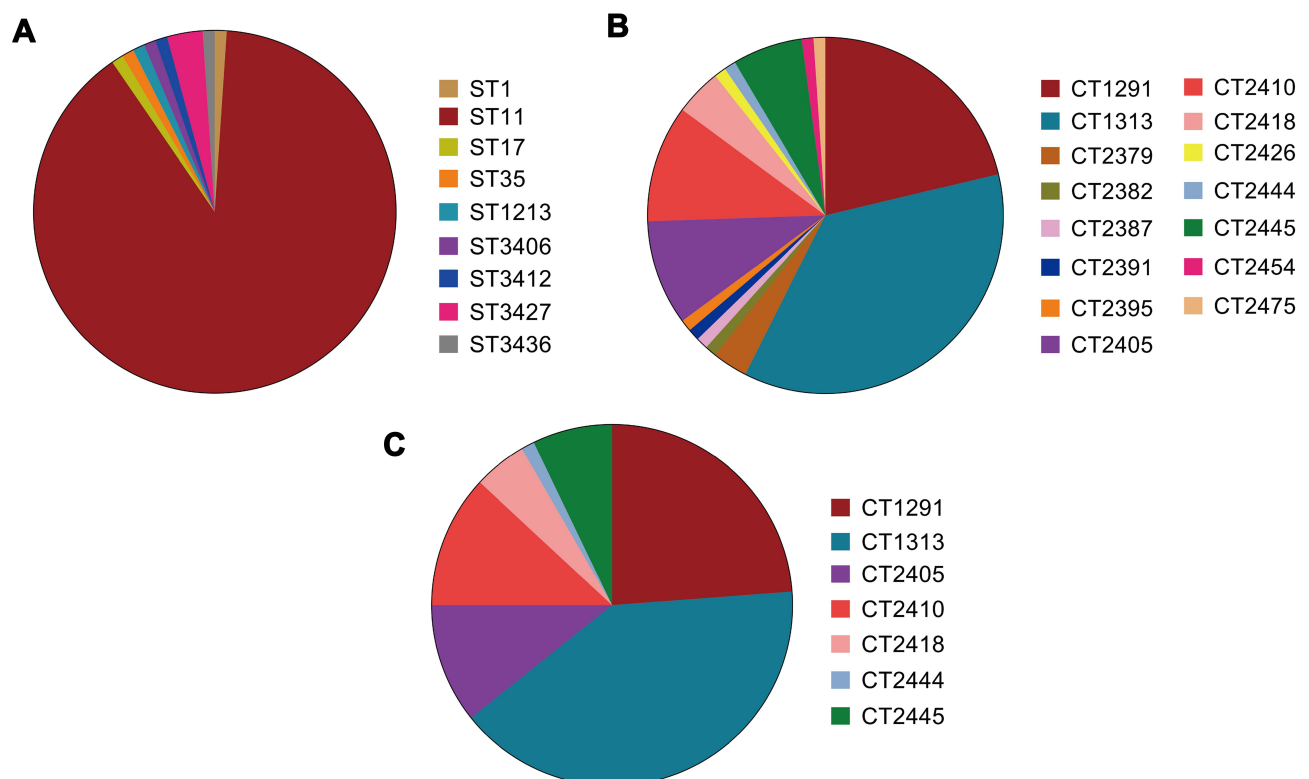 A
ST1
ST11
ST17
ST35
ST1213
ST3406
ST3412
ST3427
ST3436
B
CT1291
CT1313
CT2379
CT2382
CT2387
CT2391
CT2395
CT2405
CT2410
CT2418
CT2426
CT2444
CT2445
CT2454
CT2475
C
CT1291
CT1313
CT2405
CT2410
CT2418
CT2444
CT2445